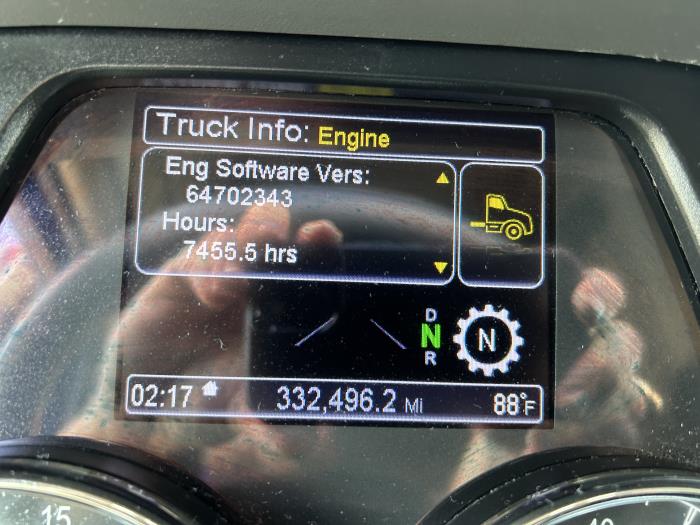 Truck Info: Engine
Eng Software Vers:
64702343
Hours:
7455.5 hrs
D
N
R
N
02:17 332,496.2 Mi 88°F
15